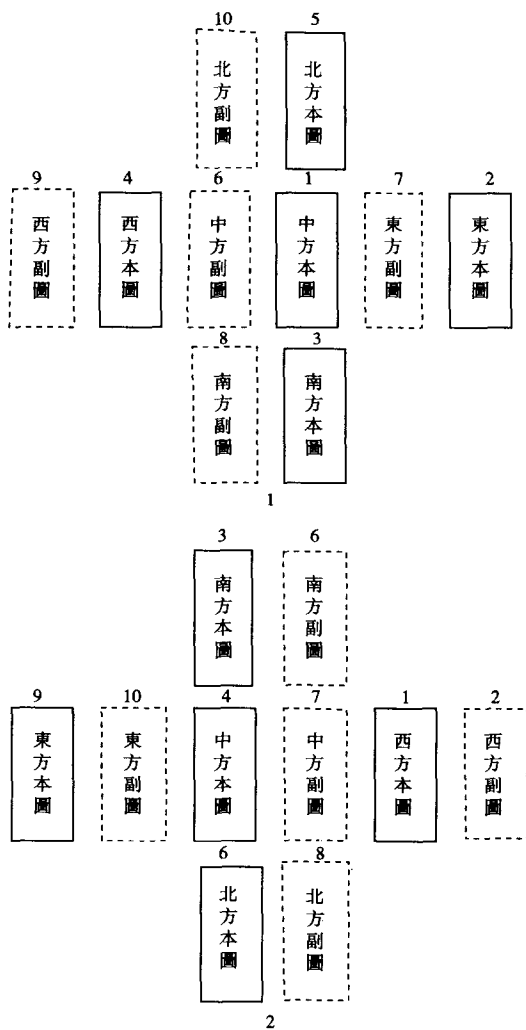 10 5
北方副圖 北方本圖
9 4 6 1 7 2
西方副圖 西方本圖 中方副圖 中方本圖 東方副圖 東方本圖
8 3
南方副圖 南方本圖
1
3 6
南方本圖 南方副圖
9 10 4 7 1 2
東方本圖 東方副圖 中方本圖 中方副圖 西方本圖 西方副圖
6 8
北方本圖 北方副圖
2